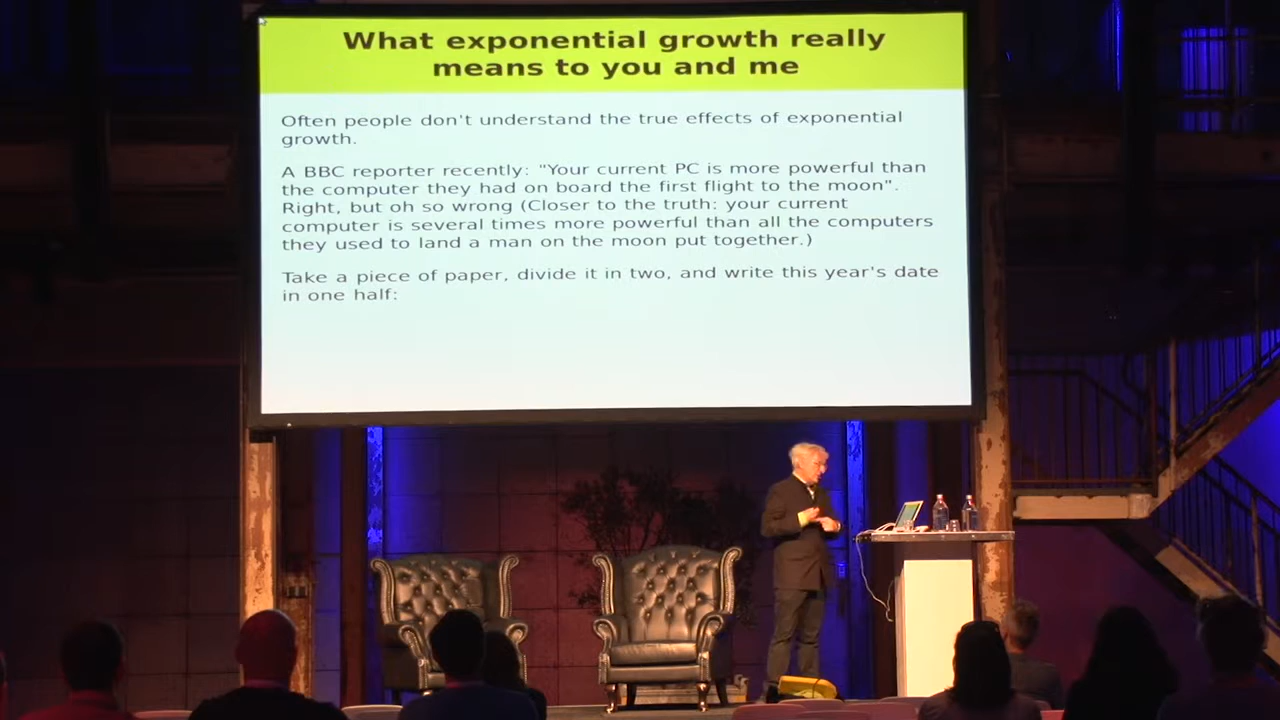 What exponential growth really
means to you and me
Often people don't understand the true effects of exponential
growth.
A BBC reporter recently: "Your current PC is more powerful than
the computer they had on board the first flight to the moon".
Right, but oh so wrong (Closer to the truth: your current
computer is several times more powerful than all the computers
they used to land a man on the moon put together.)
Take a piece of paper, divide it in two, and write this year's date
in one half: